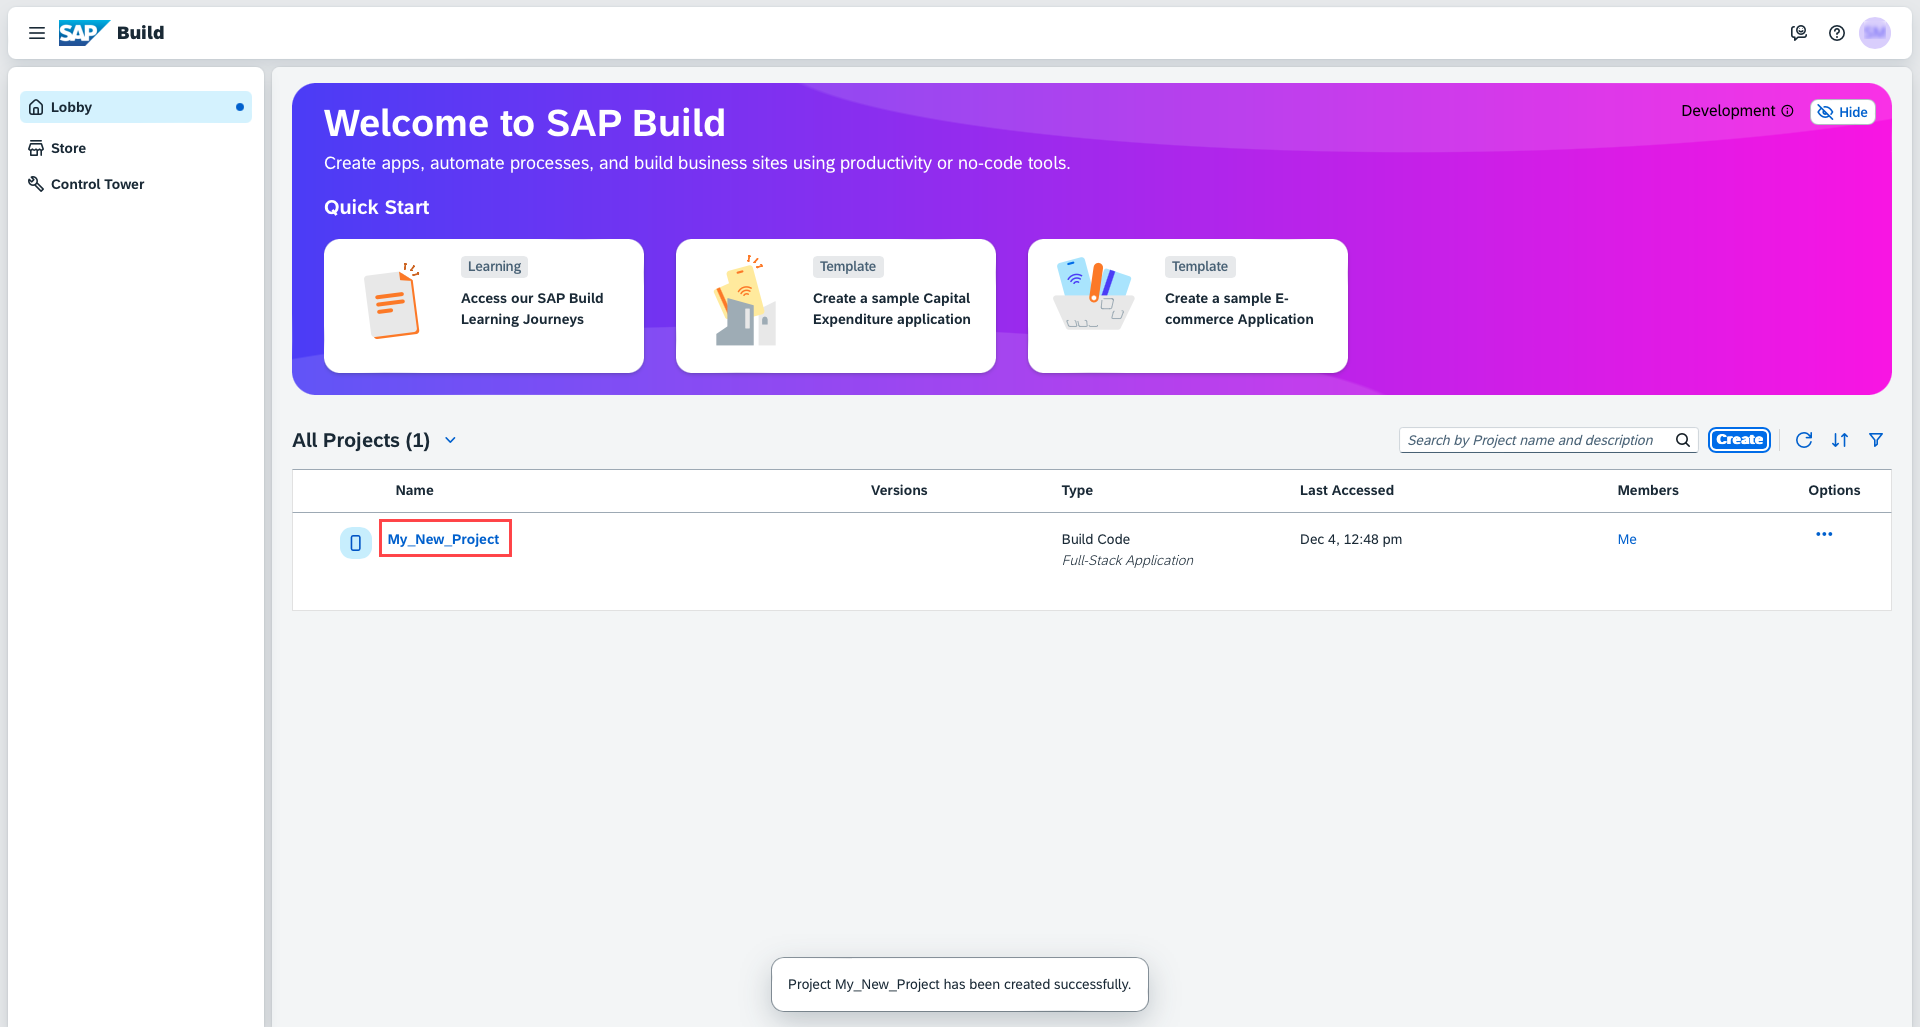 SAP Build
Lobby
Store
Control Tower
Welcome to SAP Build
Create apps, automate processes, and build business sites using productivity or no-code tools.
Development
Hide
Quick Start
Learning
Access our SAP Build
Learning Journeys
Template
Create a sample Capital
Expenditure application
Template
Create a sample E-
commerce Application
All Projects (1)
Search by Project name and description
Create
Name Versions Type Last Accessed Members Options
My_New_Project Build Code Dec 4, 12:48 pm Me
Full-Stack Application
Project My_New_Project has been created successfully.